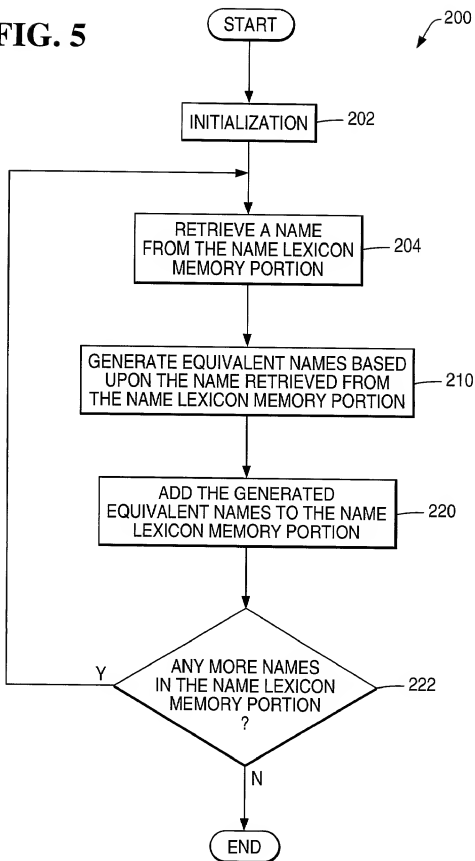 FIG. 5
START
200
INITIALIZATION
202
RETRIEVE A NAME
FROM THE NAME LEXICON
MEMORY PORTION
204
GENERATE EQUIVALENT NAMES BASED
UPON THE NAME RETRIEVED FROM
THE NAME LEXICON MEMORY PORTION
210
ADD THE GENERATED
EQUIVALENT NAMES TO THE NAME
LEXICON MEMORY PORTION
220
Y
ANY MORE NAMES
IN THE NAME LEXICON
MEMORY PORTION
?
222
N
END